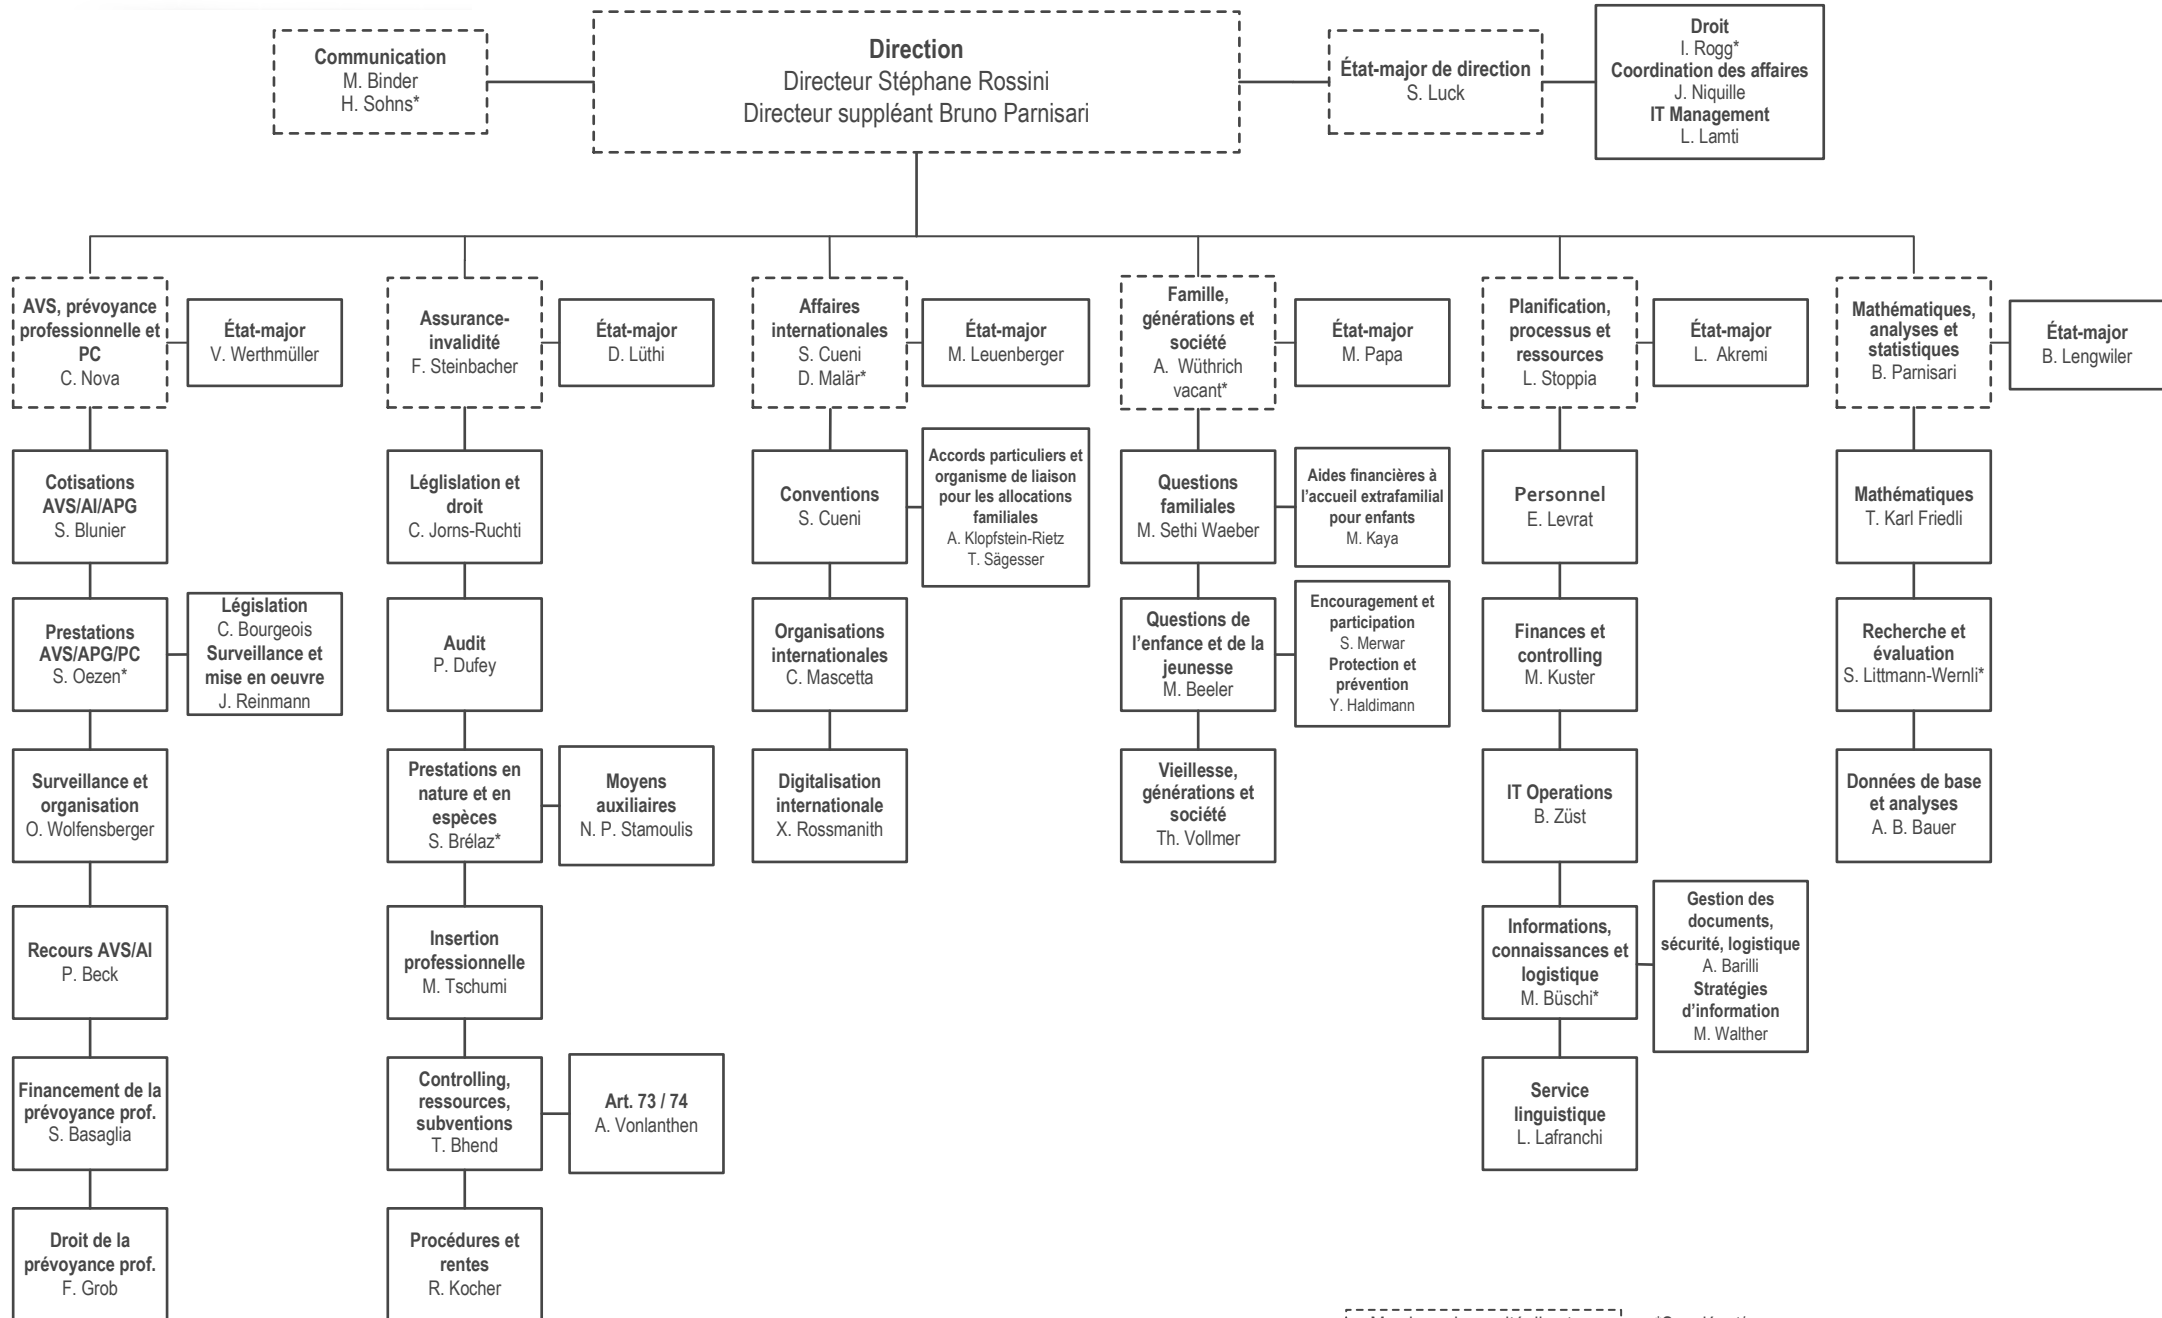 Communication
M. Binder
H. Sohns*
Direction
Directeur Stéphane Rossini
Directeur suppléant Bruno Parnisari
État-major de direction
S. Luck
Droit
I. Rogg*
Coordination des affaires
J. Niquille
IT Management
L. Lamti
AVS, prévoyance
professionnelle et
PC
C. Nova
État-major
V. Werthmüller
Cotisations
AVS/AI/APG
S. Blunier
Prestations
AVS/APG/PC
S. Oezen*
Législation
C. Bourgeois
Surveillance et
mise en oeuvre
J. Reinmann
Surveillance et
organisation
O. Wolfensberger
Recours AVS/AI
P. Beck
Financement de la
prévoyance prof.
S. Basaglia
Droit de la
prévoyance prof.
F. Grob
Assurance-
invalidité
F. Steinbacher
État-major
D. Lüthi
Léglislation et
droit
C. Jorns-Ruchti
Audit
P. Dufey
Prestations en
nature et en
espèces
S. Brélaz*
Moyens
auxiliaires
N. P. Stamoulis
Insertion
professionnelle
M. Tschumi
Controlling,
ressources,
subventions
T. Bhend
Art. 73 / 74
A. Vonlanthen
Procédures et
rentes
R. Kocher
Affaires
internationales
S. Cueni
D. Malär*
État-major
M. Leuenberger
Conventions
S. Cueni
Accords particuliers et
organisme de liaison
pour les allocations
familiales
A. Klopfstein-Rietz
T. Sägesser
Organisations
internationales
C. Mascetta
Digitalisation
internationale
X. Rossmanith
Famille,
générations et
société
A. Wüthrich
vacant*
État-major
M. Papa
Questions
familiales
M. Sethi Waeber
Aides financières à
l'accueil extrafamilial
pour enfants
M. Kaya
Questions de
l'enfance et de la
jeunesse
M. Beeler
Encouragement et
participation
S. Merwar
Protection et
prévention
Y. Haldimann
Vieillesse,
générations et
société
Th. Vollmer
Planification,
processus et
ressources
L. Stoppia
État-major
L. Akremi
Personnel
E. Levrat
Finances et
controlling
M. Kuster
IT Operations
B. Züst
Informations,
connaissances et
logistique
M. Büschi*
Gestion des
documents,
sécurité, logistique
A. Barilli
Stratégies
d'information
M. Walther
Service
linguistique
L. Lafranchi
Mathématiques,
analyses et
statistiques
B. Parnisari
État-major
B. Lengwiler
Mathématiques
T. Karl Friedli
Recherche et
évaluation
S. Littmann-Wernli*
Données de base
et analyses
A. B. Bauer